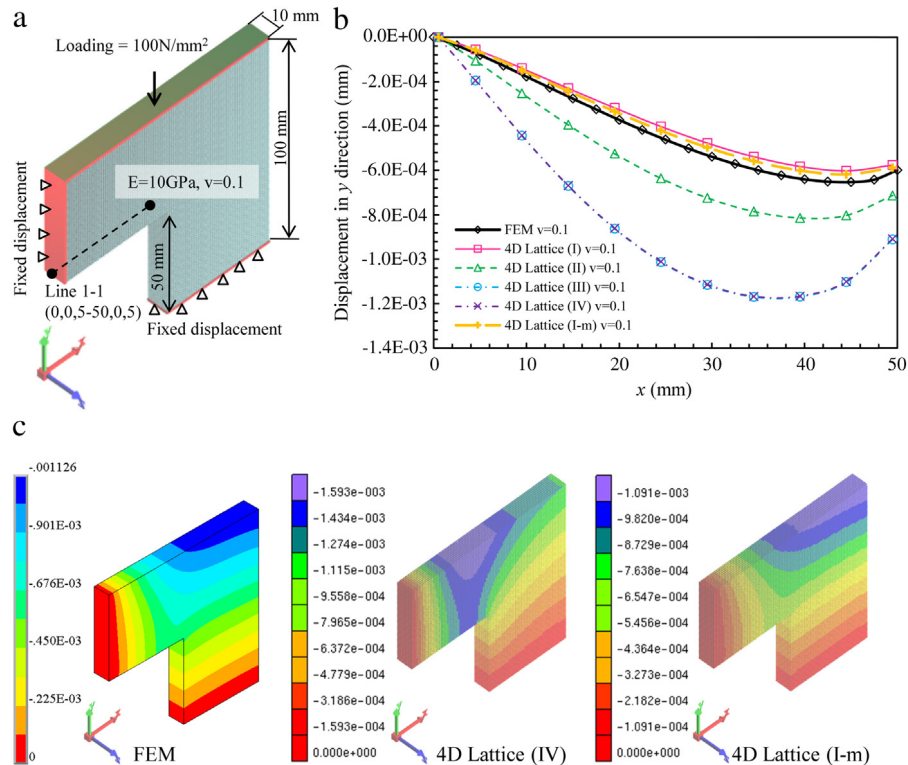 a
10 mm
Loading = 100N/mm²
100 mm
E=10GPa, v=0.1
Fixed displacement
50 mm
Line 1-1
(0,0,5-50,0,5)
Fixed displacement
b
Displacement in y direction (mm)
0.0E+00
-2.0E-04
-4.0E-04
-6.0E-04
-8.0E-04
-1.0E-03
-1.2E-03
-1.4E-03
FEM v=0.1
4D Lattice (I) v=0.1
4D Lattice (II) v=0.1
4D Lattice (III) v=0.1
4D Lattice (IV) v=0.1
4D Lattice (I-m) v=0.1
0 10 20 30 40 50
x (mm)
c
-.001126
-.901E-03
-.676E-03
-.450E-03
-.225E-03
0
FEM
-1.593e-003
-1.434e-003
-1.274e-003
-1.115e-003
-9.558e-004
-7.965e-004
-6.372e-004
-4.779e-004
-3.186e-004
-1.593e-004
0.000e+000
4D Lattice (IV)
-1.091e-003
-9.820e-004
-8.729e-004
-7.638e-004
-6.547e-004
-5.456e-004
-4.364e-004
-3.273e-004
-2.182e-004
-1.091e-004
0.000e+000
4D Lattice (I-m)